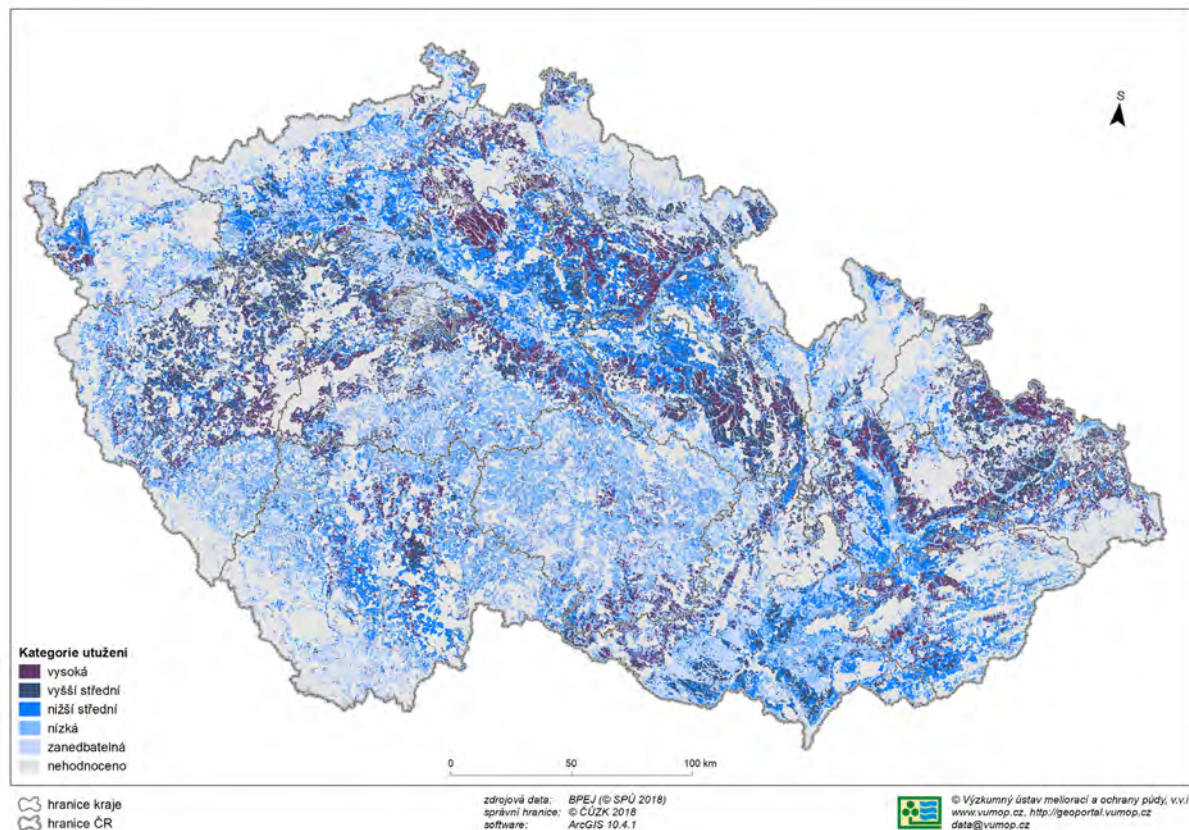 S
Kategorie utužení
vysoká
vyšší střední
nižší střední
nízká
zanedbatelná
nehodnoceno
0 50 100 km
hranice kraje
hranice ČR
zdrojová data: BPEJ (© SPÚ 2018)
správní hranice: © ČÚZK 2018
software: ArcGIS 10.4.1
© Výzkumný ústav meliorací a ochrany půdy, v.v.i
www.vumop.cz, http://geoportal.vumop.cz
data@vumop.cz